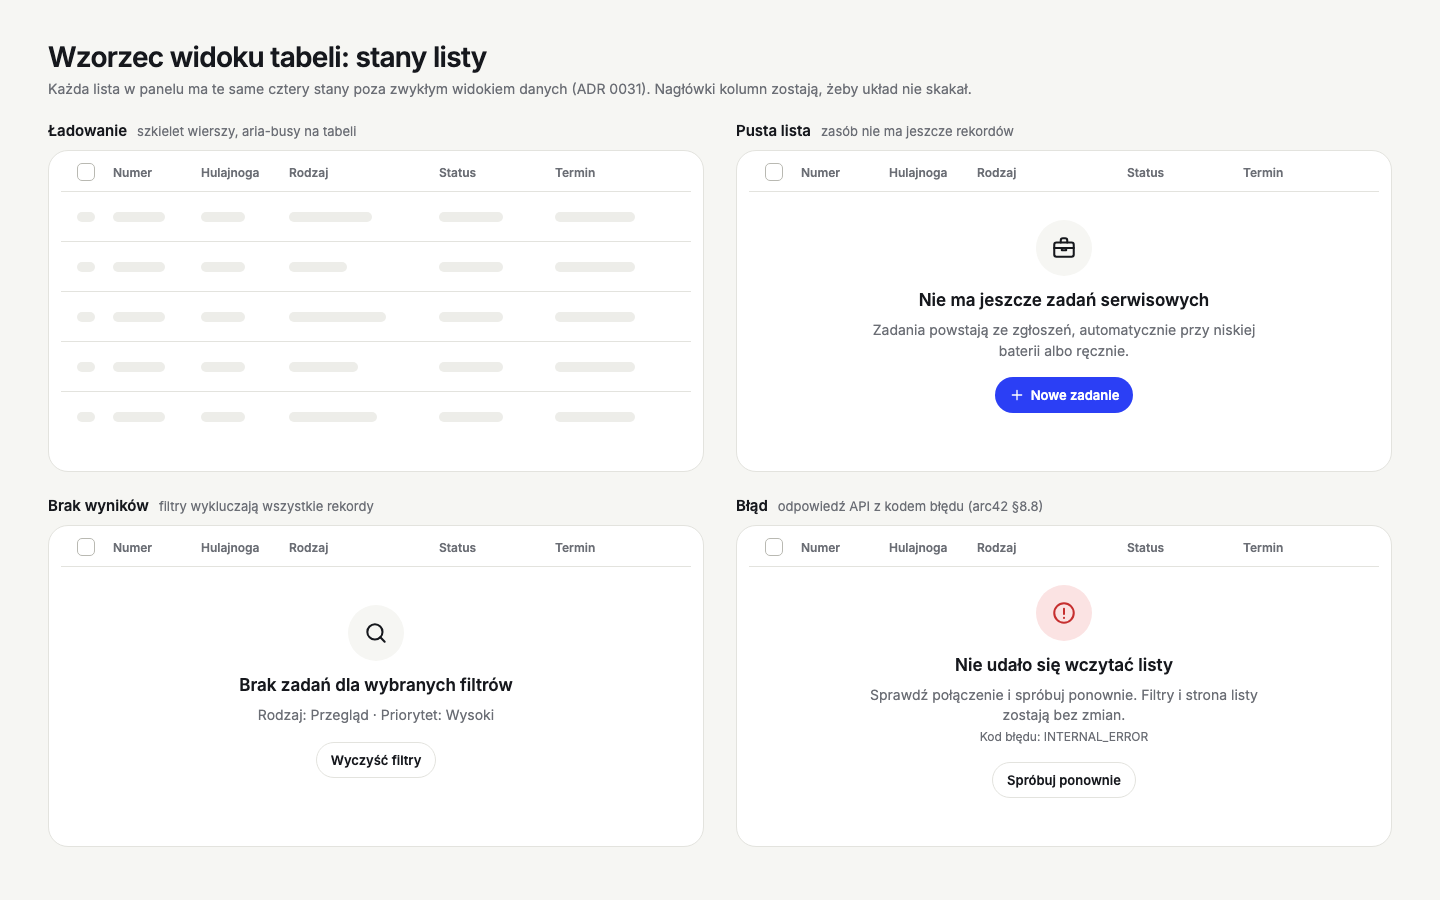 Wzorzec widoku tabeli: stany listy
Każda lista w panelu ma te same cztery stany poza zwykłym widokiem danych (ADR 0031). Nagłówki kolumn zostają, żeby układ nie skakał.
Ładowanie szkielet wierszy, aria-busy na tabeli
Numer Hulajnoga Rodzaj Status Termin
Pusta lista zasób nie ma jeszcze rekordów
Numer Hulajnoga Rodzaj Status Termin
Nie ma jeszcze zadań serwisowych
Zadania powstają ze zgłoszeń, automatycznie przy niskiej
baterii albo ręcznie.
Nowe zadanie
Brak wyników filtry wykluczają wszystkie rekordy
Numer Hulajnoga Rodzaj Status Termin
Brak zadań dla wybranych filtrów
Rodzaj: Przegląd · Priorytet: Wysoki
Wyczyść filtry
Błąd odpowiedź API z kodem błędu (arc42 §8.8)
Numer Hulajnoga Rodzaj Status Termin
Nie udało się wczytać listy
Sprawdź połączenie i spróbuj ponownie. Filtry i strona listy
zostają bez zmian.
Kod błędu: INTERNAL_ERROR
Spróbuj ponownie